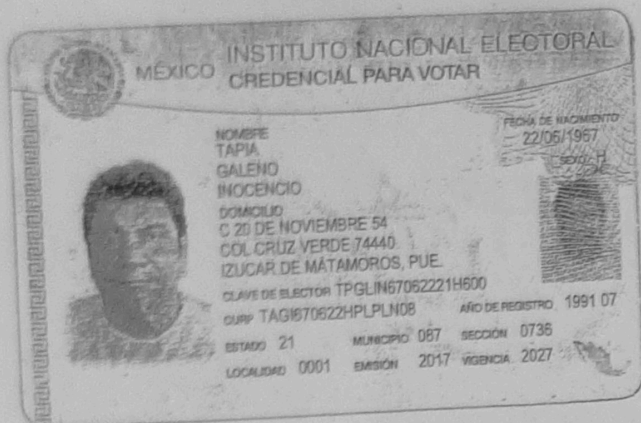 MÉXICO INSTITUTO NACIONAL ELECTORAL
CREDENCIAL PARA VOTAR
NOMBRE
TAPIA
GALENO
INOCENCIO
FECHA DE NACIMIENTO
22/06/1967
SEXO H
DOMICILIO
C 20 DE NOVIEMBRE 54
COL CRUZ VERDE 74440
IZUCAR DE MATAMOROS, PUE.
CLAVE DE ELECTOR TPGLIN67062221H600
CURP TAGI670622HPLPLN08 AÑO DE REGISTRO 1991 07
ESTADO 21 MUNICIPIO 087 SECCIÓN 0736
LOCALIDAD 0001 EMISIÓN 2017 VIGENCIA 2027